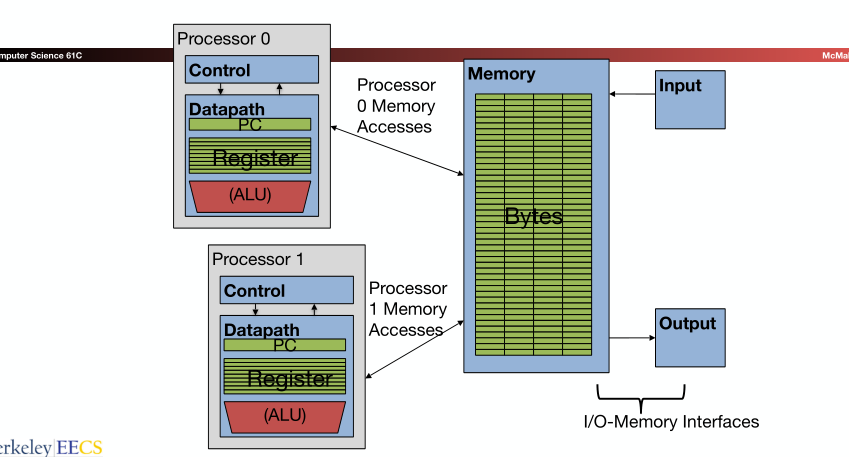 mputer Science 61C
McMa
Processor 0
Control
Datapath
PC
Register
(ALU)
Processor
0 Memory
Accesses
Memory
Bytes
Input
Processor 1
Control
Datapath
PC
Register
(ALU)
Processor
1 Memory
Accesses
Output
I/O-Memory Interfaces
erkeley EECS